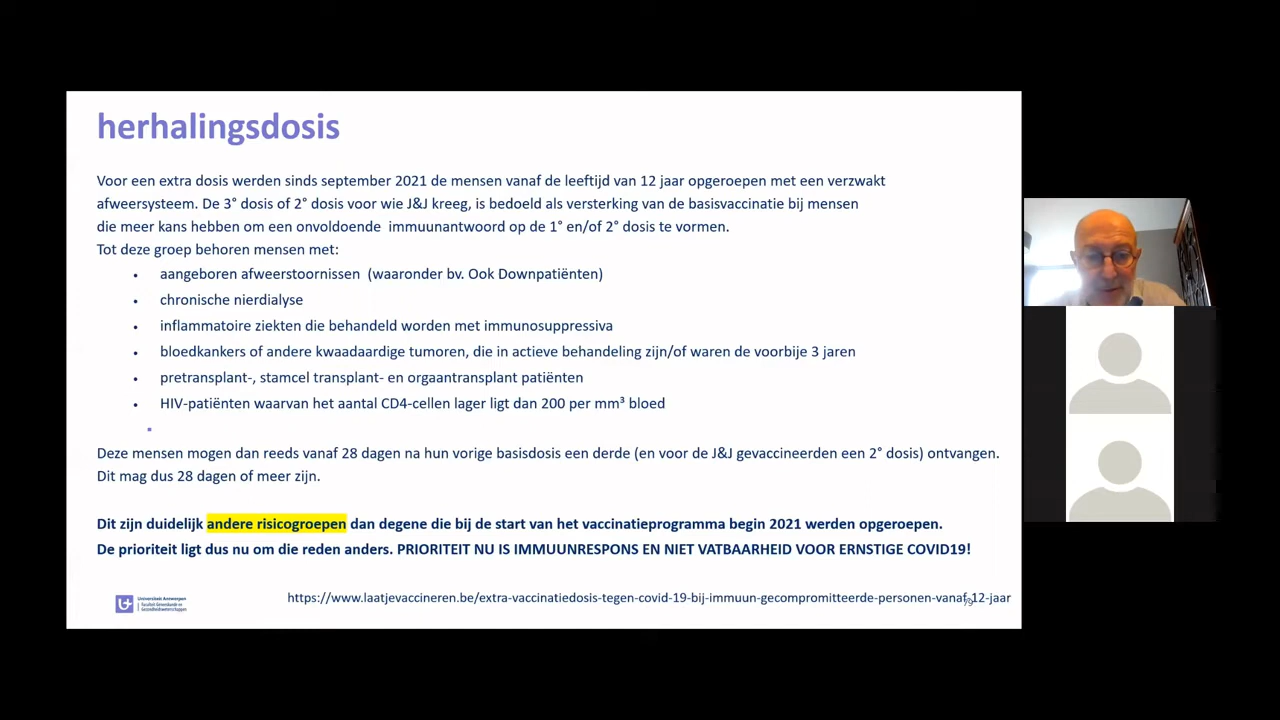 herhalingsdosis
Voor een extra dosis werden sinds september 2021 de mensen vanaf de leeftijd van 12 jaar opgeroepen met een verzwakt
afweersysteem. De 3° dosis of 2° dosis voor wie J&J kreeg, is bedoeld als versterking van de basisvaccinatie bij mensen
die meer kans hebben om een onvoldoende immuunantwoord op de 1° en/of 2° dosis te vormen.
Tot deze groep behoren mensen met:
• aangeboren afweerstoornissen (waaronder bv. Ook Downpatiënten)
• chronische nierdialyse
• inflammatoire ziekten die behandeld worden met immunosuppressiva
• bloedkankers of andere kwaadaardige tumoren, die in actieve behandeling zijn/of waren de voorbije 3 jaren
• pretransplant-, stamcel transplant- en orgaantransplant patiënten
• HIV-patiënten waarvan het aantal CD4-cellen lager ligt dan 200 per mm³ bloed
Deze mensen mogen dan reeds vanaf 28 dagen na hun vorige basisdosis een derde (en voor de J&J gevaccineerden een 2° dosis) ontvangen.
Dit mag dus 28 dagen of meer zijn.
Dit zijn duidelijk andere risicogroepen dan degene die bij de start van het vaccinatieprogramma begin 2021 werden opgeroepen.
De prioriteit ligt dus nu om die reden anders. PRIORITEIT NU IS IMMUUNRESPONS EN NIET VATBAARHEID VOOR ERNSTIGE COVID19!
Universiteit Antwerpen
Faculteit Geneeskunde en
Gezondheidswetenschappen
https://www.laatjevaccineren.be/extra-vaccinatiedosis-tegen-covid-19-bij-immuun-gecompromitteerde-personen-vanaf-12-jaar
79